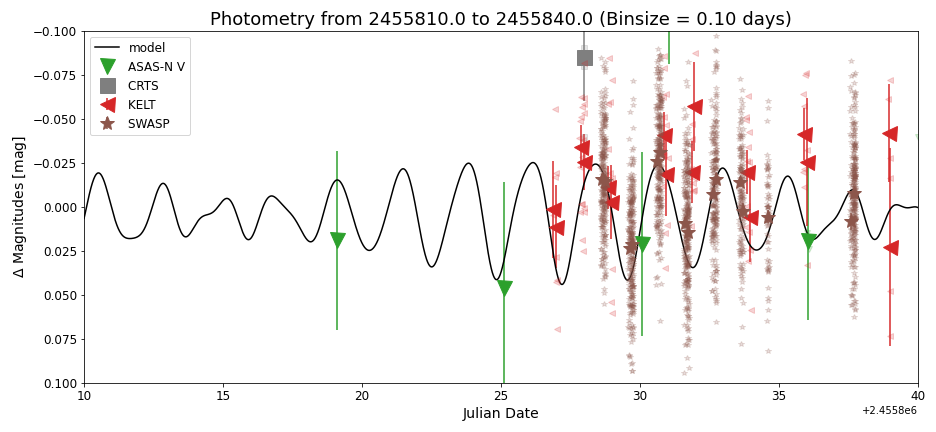 Photometry from 2455810.0 to 2455840.0 (Binsize = 0.10 days)
−0.100
−0.075
−0.050
−0.025
0.000
0.025
0.050
0.075
0.100
Δ Magnitudes [mag]
model
ASAS-N V
CRTS
KELT
SWASP
10 15 20 25 30 35 40
Julian Date
+2.4558e6